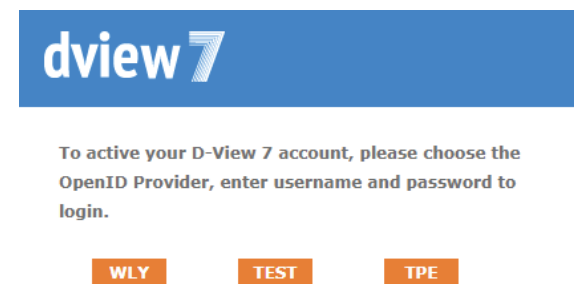 dview 7
To active your D-View 7 account, please choose the
OpenID Provider, enter username and password to
login.
WLY TEST TPE